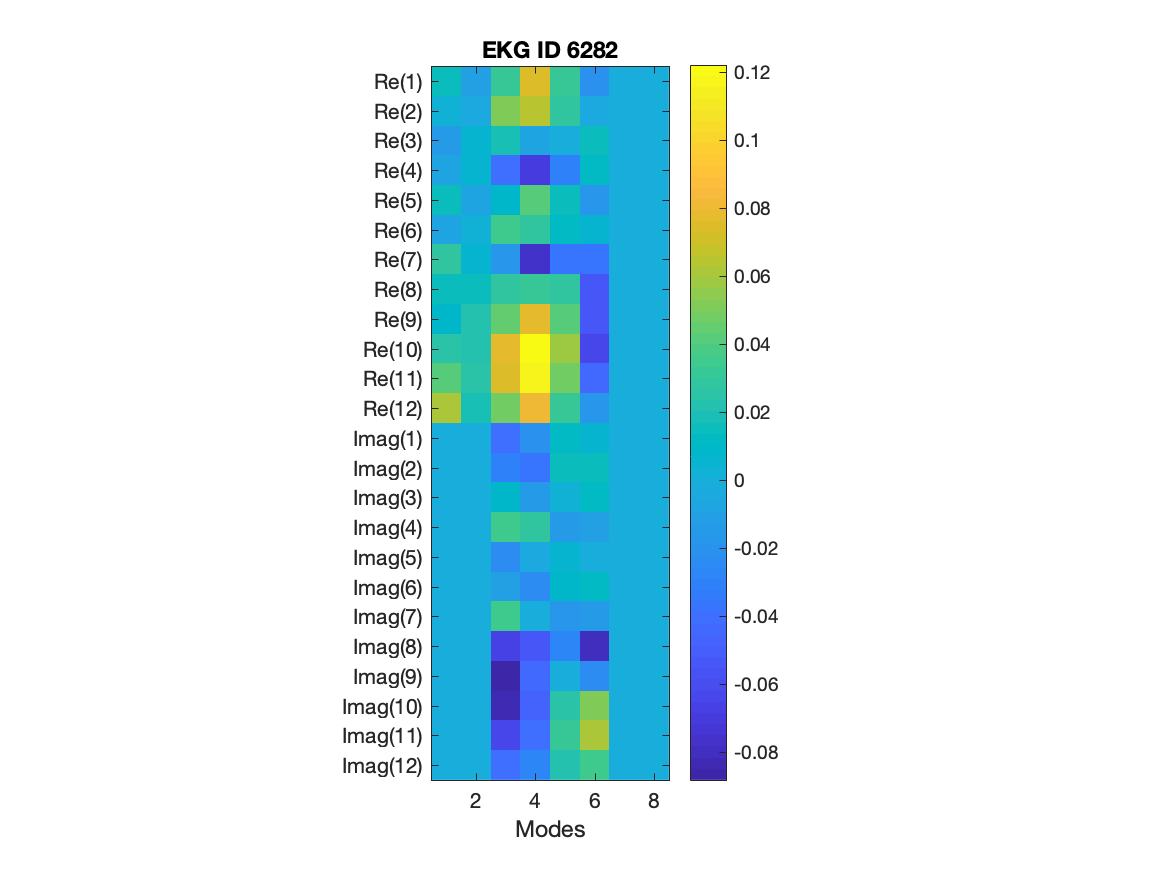 EKG ID 6282
Re(1)
Re(2)
Re(3)
Re(4)
Re(5)
Re(6)
Re(7)
Re(8)
Re(9)
Re(10)
Re(11)
Re(12)
Imag(1)
Imag(2)
Imag(3)
Imag(4)
Imag(5)
Imag(6)
Imag(7)
Imag(8)
Imag(9)
Imag(10)
Imag(11)
Imag(12)
2 4 6 8
Modes
0.12
0.1
0.08
0.06
0.04
0.02
0
-0.02
-0.04
-0.06
-0.08